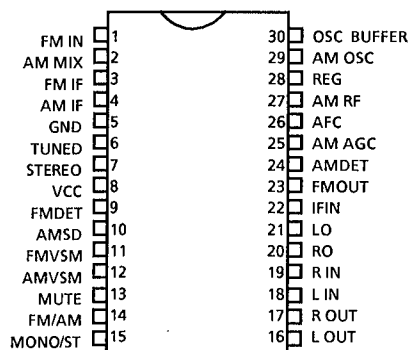 FM IN 1 30 OSC BUFFER
AM MIX 2 29 AM OSC
FM IF 3 28 REG
AM IF 4 27 AM RF
GND 5 26 AFC
TUNED 6 25 AM AGC
STEREO 7 24 AMDET
VCC 8 23 FMOUT
FMDET 9 22 IFIN
AMSD 10 21 LO
FMVSM 11 20 RO
AMVSM 12 19 R IN
MUTE 13 18 L IN
FM/AM 14 17 R OUT
MONO/ST 15 16 L OUT